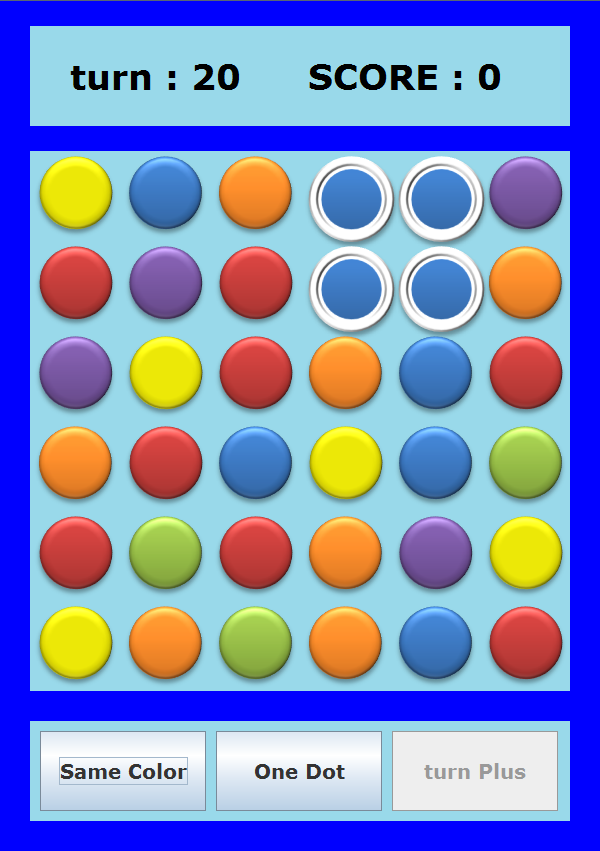 turn : 20 SCORE : 0
Same Color One Dot turn Plus